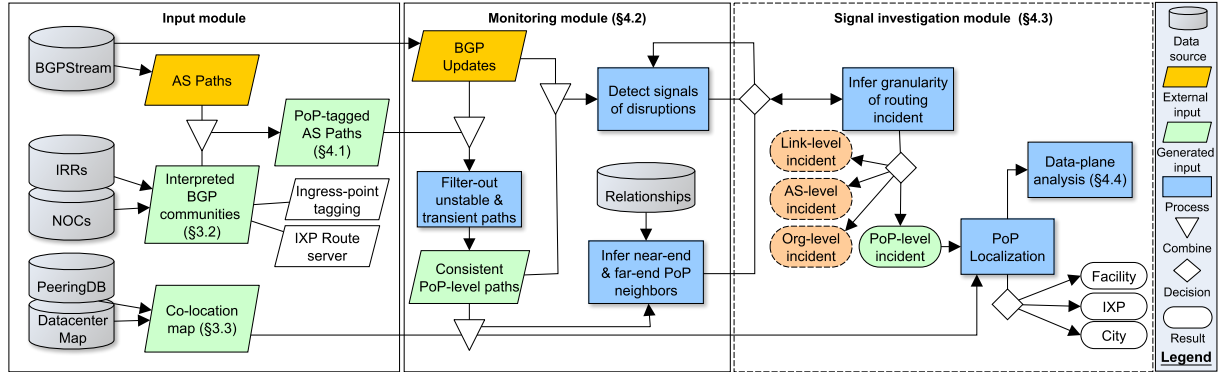 Input module
BGPStream
AS Paths
PoP-tagged
AS Paths
(§4.1)
IRRs
NOCs
Interpreted
BGP
communities
(§3.2)
Ingress-point
tagging
IXP Route
server
PeeringDB
Datacenter
Map
Co-location
map (§3.3)
Monitoring module (§4.2)
BGP
Updates
Filter-out
unstable &
transient paths
Consistent
PoP-level paths
Detect signals
of disruptions
Relationships
Infer near-end
& far-end PoP
neighbors
Signal investigation module (§4.3)
Infer granularity
of routing
incident
Link-level
incident
AS-level
incident
Org-level
incident
PoP-level
incident
Data-plane
analysis (§4.4)
PoP
Localization
Facility
IXP
City
Data
source
External
input
Generated
input
Process
Combine
Decision
Result
Legend